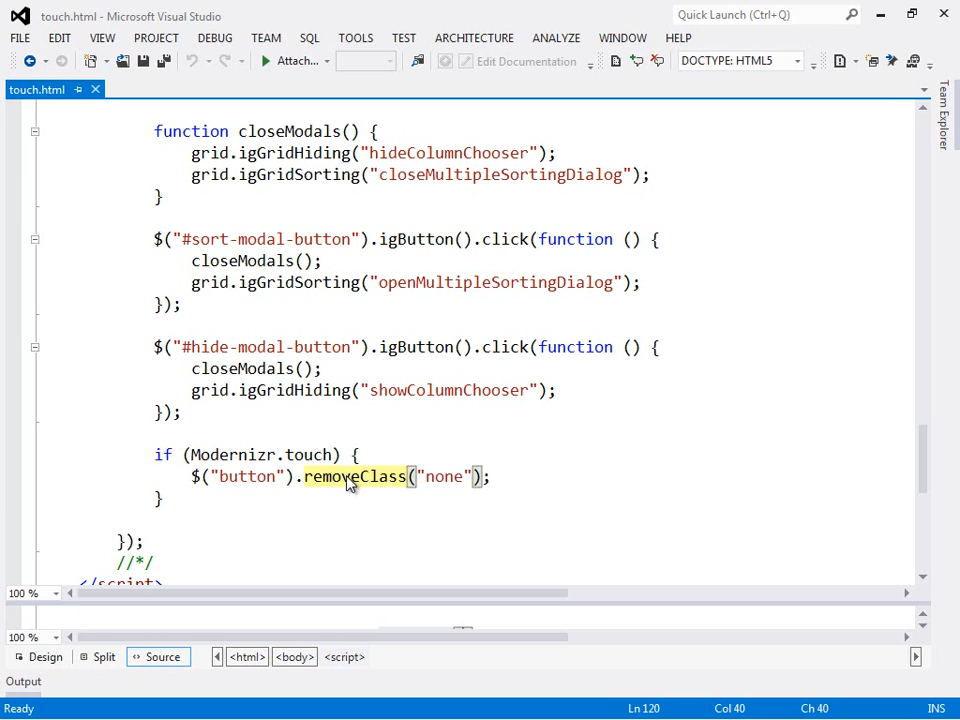 touch.html - Microsoft Visual Studio
Quick Launch (Ctrl+Q)
FILE EDIT VIEW PROJECT DEBUG TEAM SQL TOOLS TEST ARCHITECTURE ANALYZE WINDOW HELP
Attach... Edit Documentation DOCTYPE: HTML5
touch.html
Team Explorer
function closeModals() {
grid.igGridHiding("hideColumnChooser");
grid.igGridSorting("closeMultipleSortingDialog");
}
$("#sort-modal-button").igButton().click(function () {
closeModals();
grid.igGridSorting("openMultipleSortingDialog");
});
$("#hide-modal-button").igButton().click(function () {
closeModals();
grid.igGridHiding("showColumnChooser");
});
if (Modernizr.touch) {
$("button").removeClass("none");
}
});
//*/
</script>
100 %
100 %
Design Split Source <html> <body> <script>
Output
Ready Ln 120 Col 40 Ch 40 INS